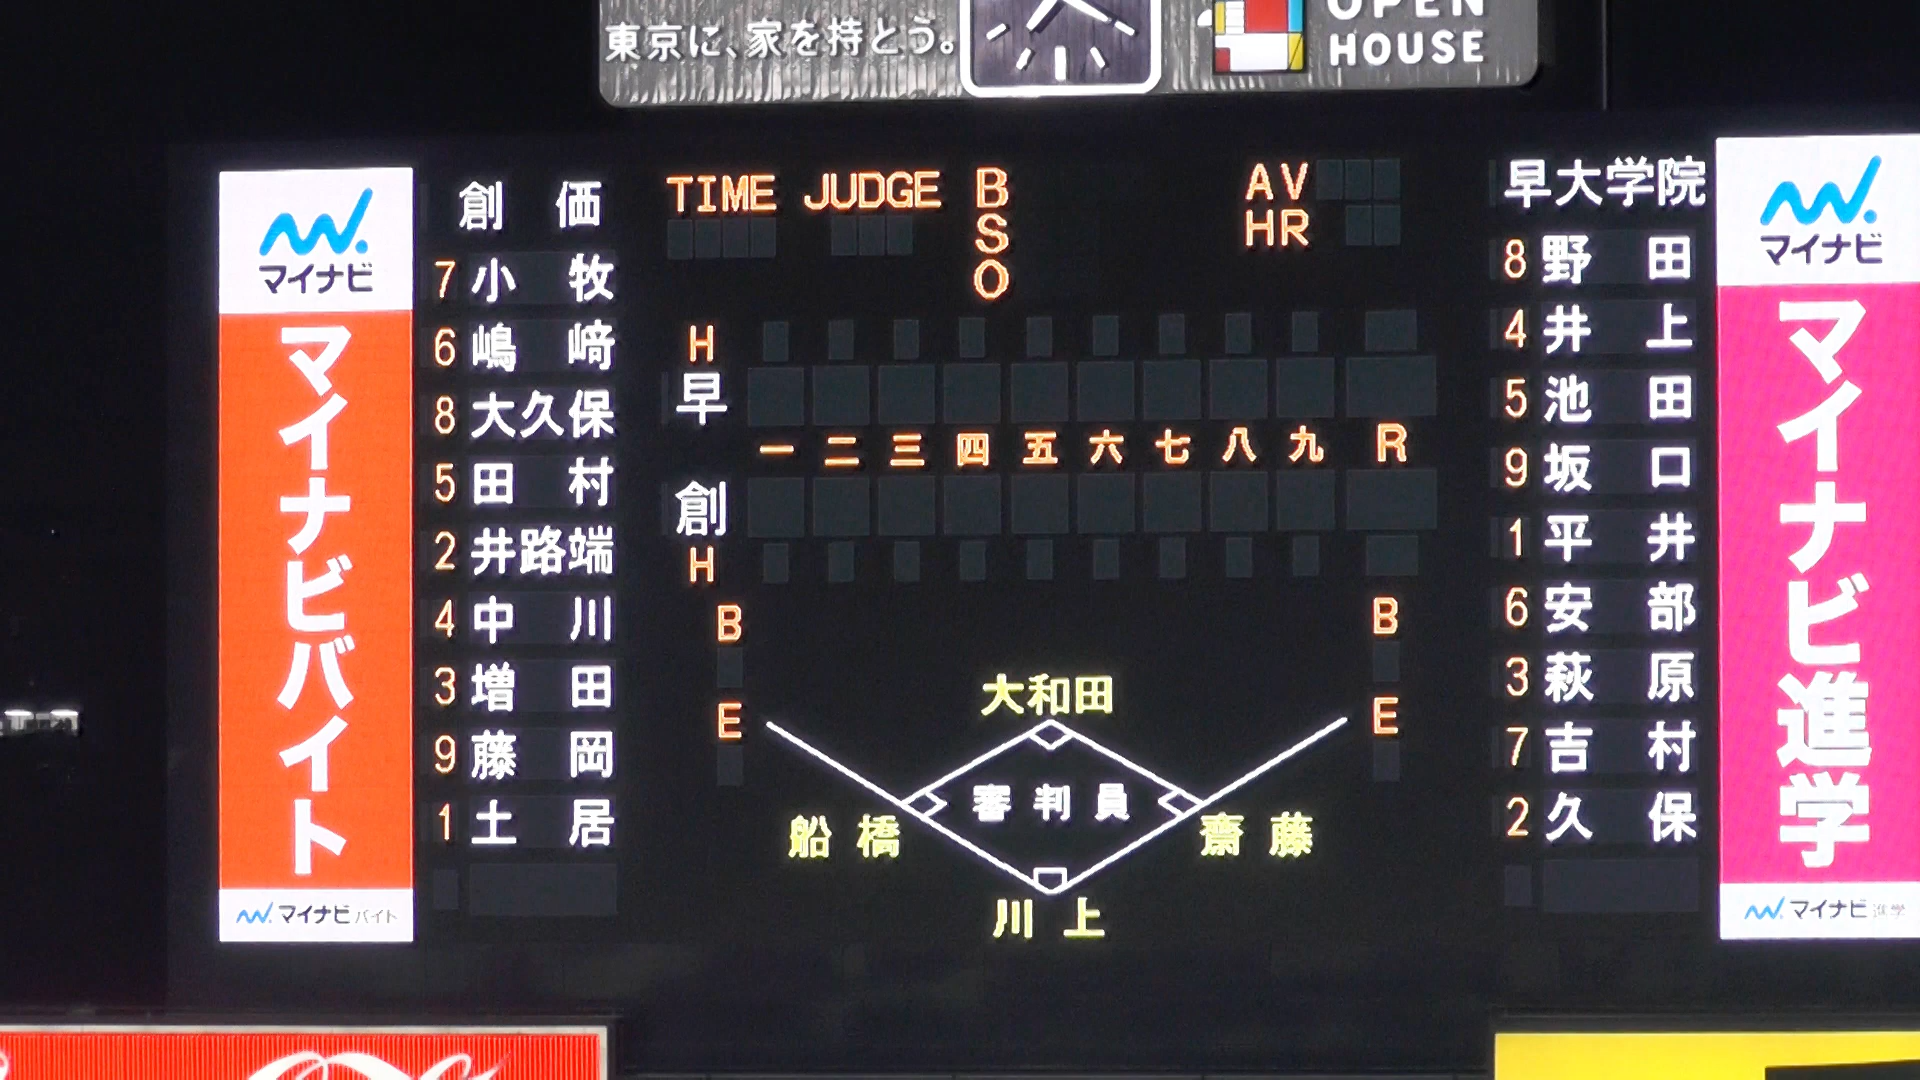 東京に、家を持とう。
OPEN
HOUSE
マイナビ
マイナビバイト
マイナビバイト
創 価
7 小 牧
6 嶋 﨑
8 大久保
5 田 村
2 井路端
4 中 川
3 増 田
9 藤 岡
1 土 居
TIME JUDGE
B
S
O
AV
HR
H
早
一 二 三 四 五 六 七 八 九 R
創
H
B
E
B
E
大和田
審 判 員
船 橋
齋 藤
川 上
早大学院
8 野 田
4 井 上
5 池 田
9 坂 口
1 平 井
6 安 部
3 萩 原
7 吉 村
2 久 保
マイナビ
マイナビ進学
マイナビ進学